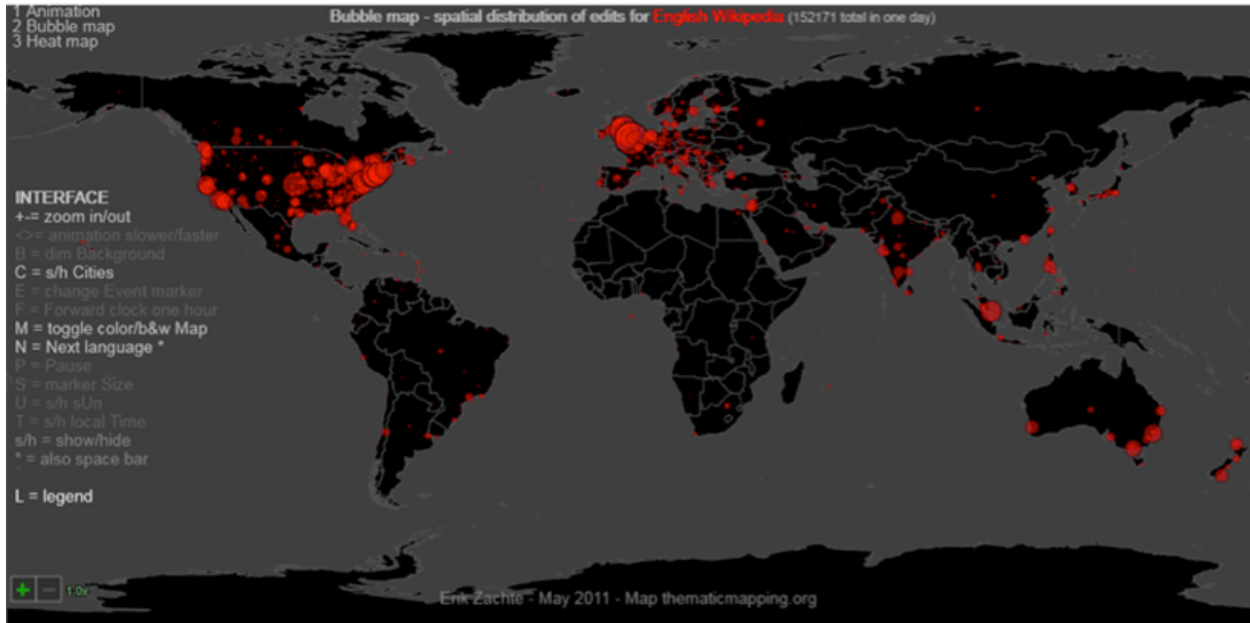 1 Animation
2 Bubble map
3 Heat map
Bubble map - spatial distribution of edits for English Wikipedia (152171 total in one day)
INTERFACE
+-= zoom in/out
<>= animation slower/faster
B = dim Background
C = s/h Cities
E = change Event marker
F = Forward clock one hour
M = toggle color/b&w Map
N = Next language *
P = Pause
S = marker Size
U = s/h sUn
T = s/h local Time
s/h = show/hide
* = also space bar
L = legend
+ - 1.0x
Erik Zachte - May 2011 - Map thematicmapping.org